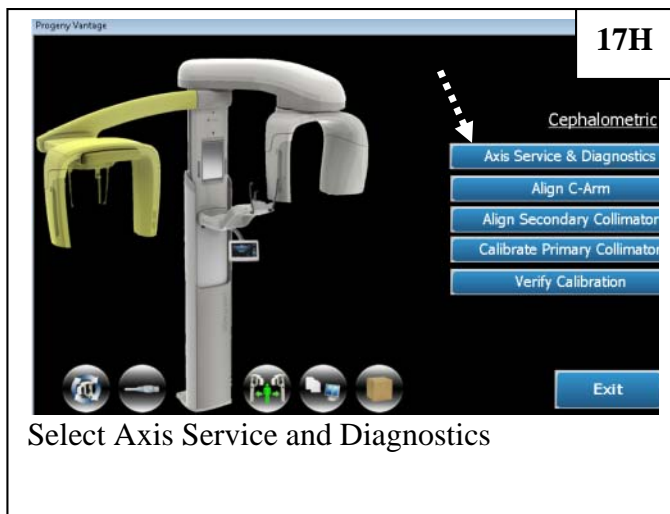 Progeny Vantage
17H
Cephalometric
Axis Service & Diagnostics
Align C-Arm
Align Secondary Collimator
Calibrate Primary Collimator
Verify Calibration
Exit
Select Axis Service and Diagnostics